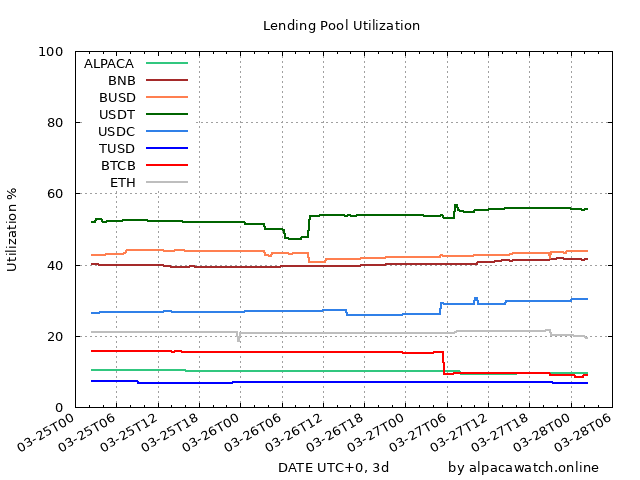 Lending Pool Utilization
Utilization %
100
80
60
40
20
0
ALPACA
BNB
BUSD
USDT
USDC
TUSD
BTCB
ETH
03-25T00
03-25T06
03-25T12
03-25T18
03-26T00
03-26T06
03-26T12
03-26T18
03-27T00
03-27T06
03-27T12
03-27T18
03-28T00
03-28T06
DATE UTC+0, 3d
by alpacawatch.online